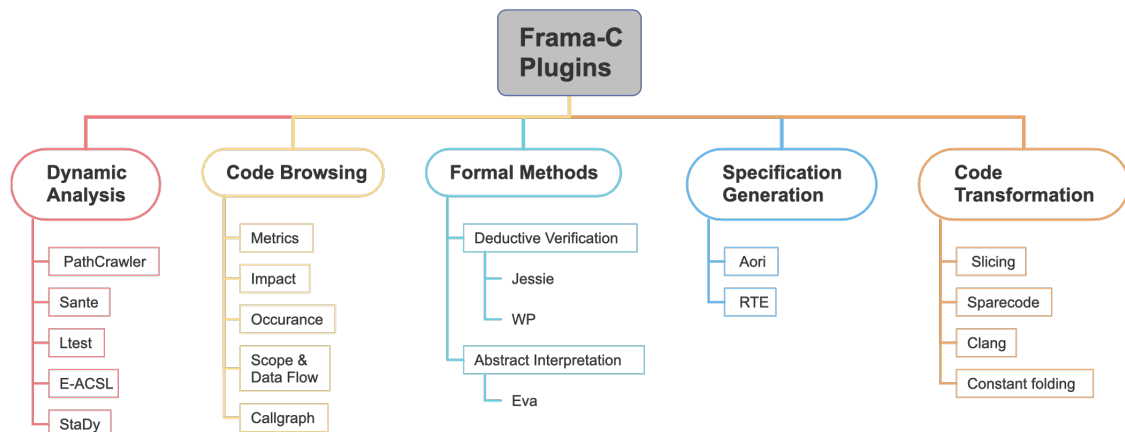 Frama-C
Plugins
Dynamic
Analysis
PathCrawler
Sante
Ltest
E-ACSL
StaDy
Code Browsing
Metrics
Impact
Occurance
Scope &
Data Flow
Callgraph
Formal Methods
Deductive Verification
Jessie
WP
Abstract Interpretation
Eva
Specification
Generation
Aori
RTE
Code
Transformation
Slicing
Sparecode
Clang
Constant folding